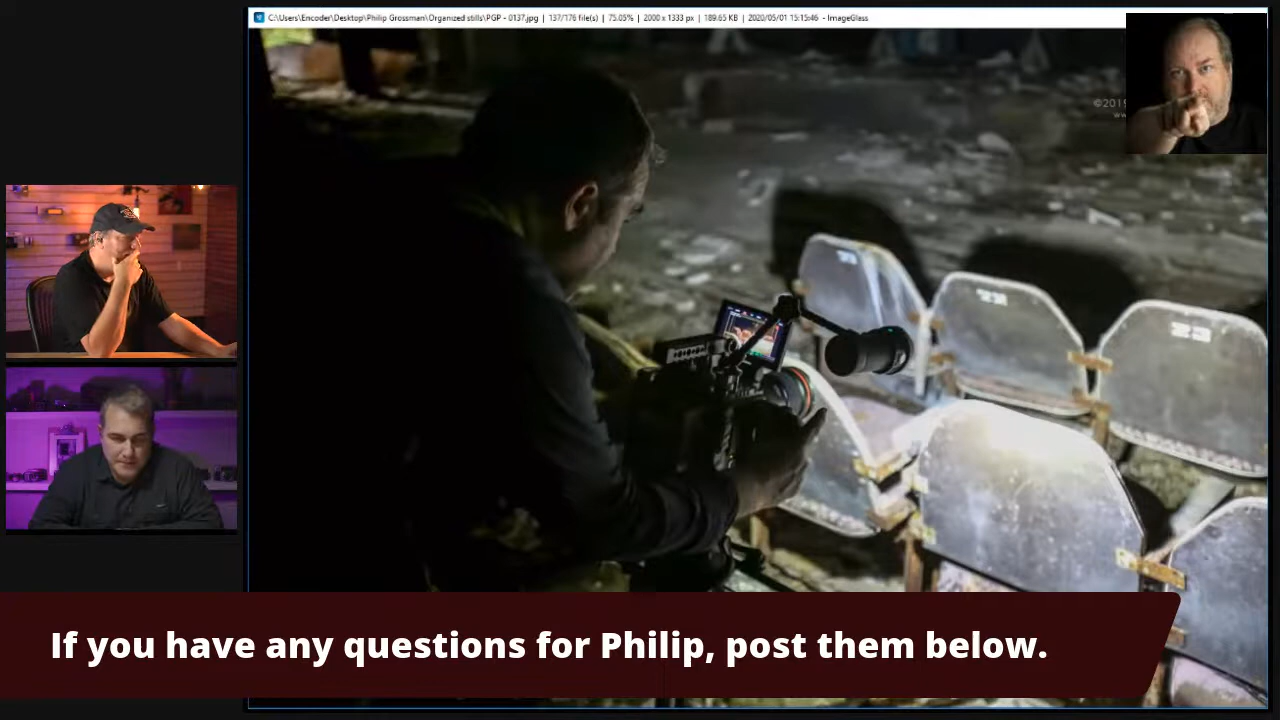 C:\Users\Encoder\Desktop\Philip Grossman\Organized stills\PGP - 0137.jpg | 137/176 file(s) | 75.05% | 2000 x 1333 px | 189.65 KB | 2020/05/01 15:15:46 - ImageGlass
©2019
23
If you have any questions for Philip, post them below.